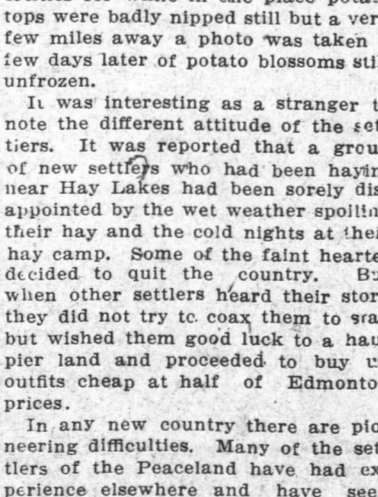 tops were badly nipped still but a ver
few miles away a photo was taken
few days later of potato blossoms sti
unfrozen.
It was interesting as a stranger t
note the different attitude of the set
tiers. It was reported that a grou
of new settlers who had been hayin
near Hay Lakes had been sorely dis
appointed by the wet weather spoilin
their hay and the cold nights at thei
hay camp. Some of the faint hearte
decided to quit the country. Bu
when other settlers heard their stor
they did not try to coax them to sta
but wished them good luck to a hap
pier land and proceeded to buy u
outfits cheap at half of Edmonto
prices.
In any new country there are pio
neering difficulties. Many of the set
tlers of the Peaceland have had ex
perience elsewhere and have see